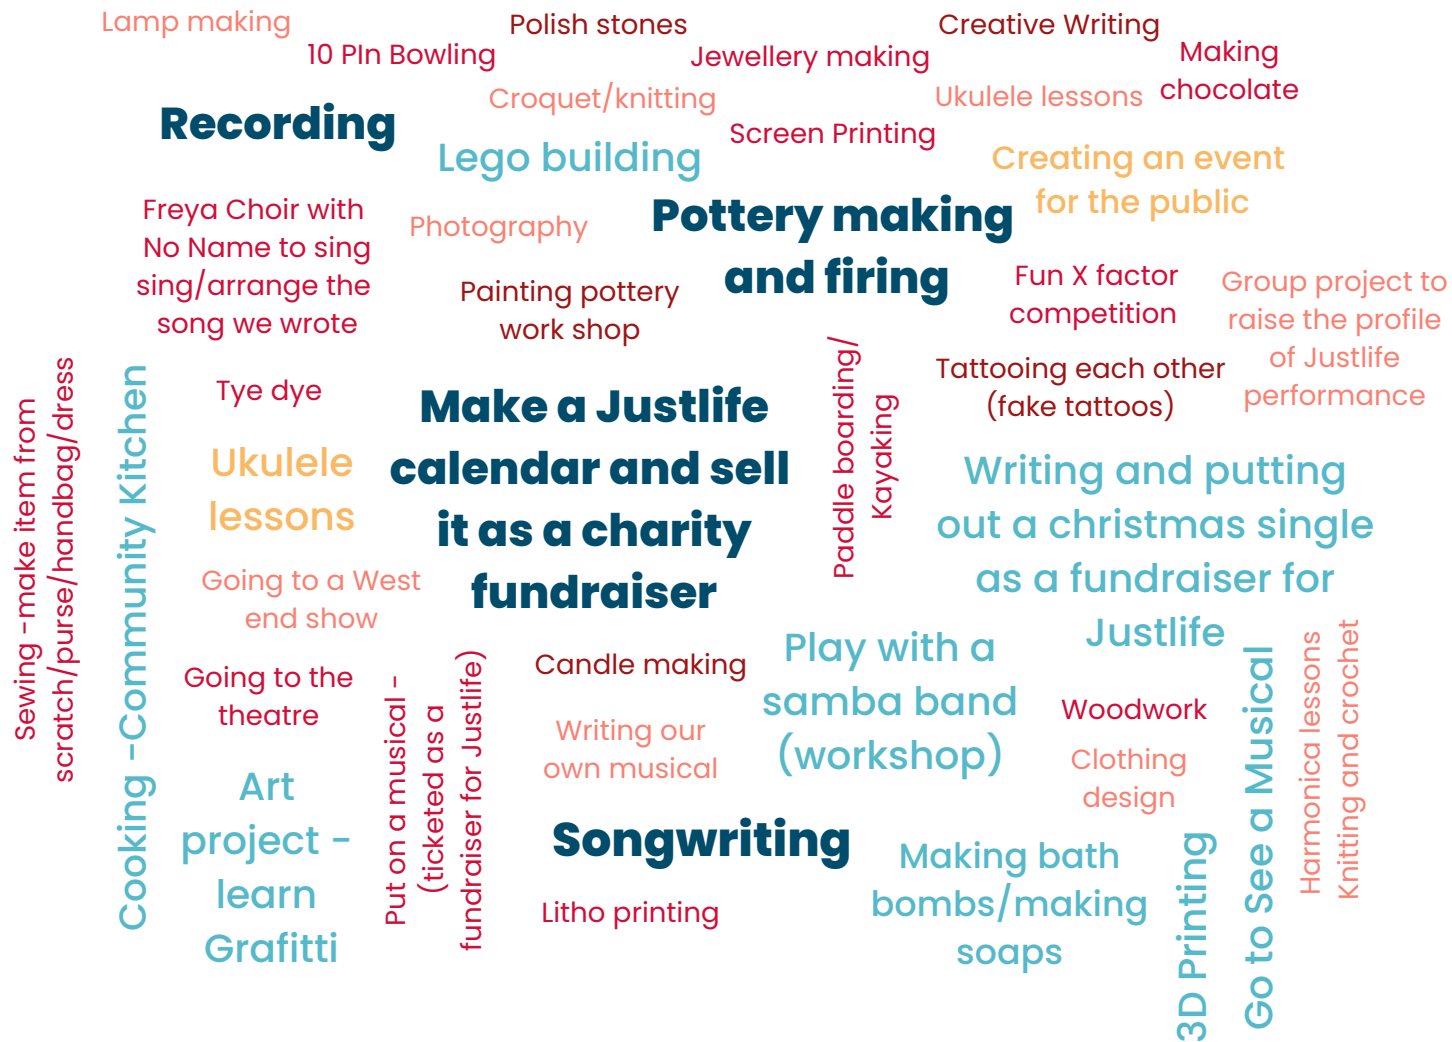 Lamp making
Polish stones
Creative Writing
10 PIn Bowling
Jewellery making
Making
chocolate
Croquet/knitting
Ukulele lessons
Recording
Screen Printing
Lego building
Creating an event
for the public
Freya Choir with
No Name to sing
sing/arrange the
song we wrote
Photography
Pottery making
and firing
Painting pottery
work shop
Fun X factor
competition
Group project to
raise the profile
of Justlife
performance
Tattooing each other
(fake tattoos)
Paddle boarding/
Kayaking
Sewing -make item from
scratch/purse/handbag/dress
Cooking -Community Kitchen
Tye dye
Make a Justlife
calendar and sell
it as a charity
fundraiser
Ukulele
lessons
Writing and putting
out a christmas single
as a fundraiser for
Justlife
Going to a West
end show
Going to the
theatre
Put on a musical -
(ticketed as a
fundraiser for Justlife)
Candle making
Play with a
samba band
(workshop)
Writing our
own musical
Woodwork
Clothing
design
Go to See a Musical
Harmonica lessons
Knitting and crochet
Art
project -
learn
Grafitti
Songwriting
Litho printing
Making bath
bombs/making
soaps
3D Printing